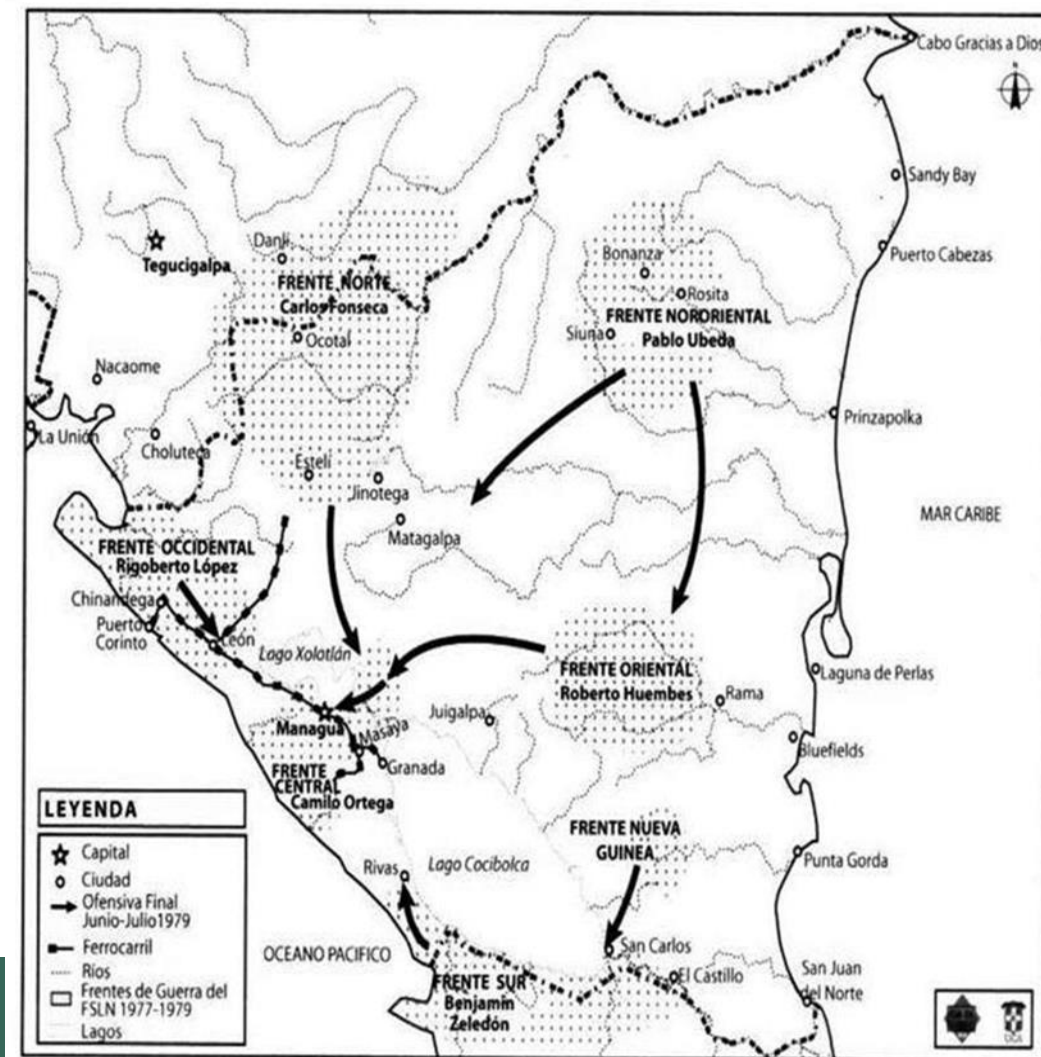 Cabo Gracias a Dios
N
Sandy Bay
Puerto Cabezas
Danlí
Tegucigalpa
FRENTE NORTE
Carlos Fonseca
Ocotal
Bonanza
Rosita
FRENTE NORORIENTAL
Siuna
Pablo Ubeda
Nacaome
La Unión
Choluteca
Prinzapolka
Estelí
Jinotega
Matagalpa
MAR CARIBE
FRENTE OCCIDENTAL
Rigoberto López
Chinandega
Puerto
Corinto
León
Lago Xolotlán
FRENTE ORIENTAL
Roberto Huembes
Laguna de Perlas
Rama
Juigalpa
Managua
Masaya
Bluefields
Granada
FRENTE
CENTRAL
Camilo Ortega
FRENTE NUEVA
GUINEA
Punta Gorda
Rivas
Lago Cocibolca
OCEANO PACIFICO
San Carlos
El Castillo
San Juan
del Norte
FRENTE SUR
Benjamín
Zeledón
LEYENDA
Capital
Ciudad
Ofensiva Final
Junio-Julio1979
Ferrocarril
Ríos
Frentes de Guerra del
FSLN 1977-1979
Lagos
UCA